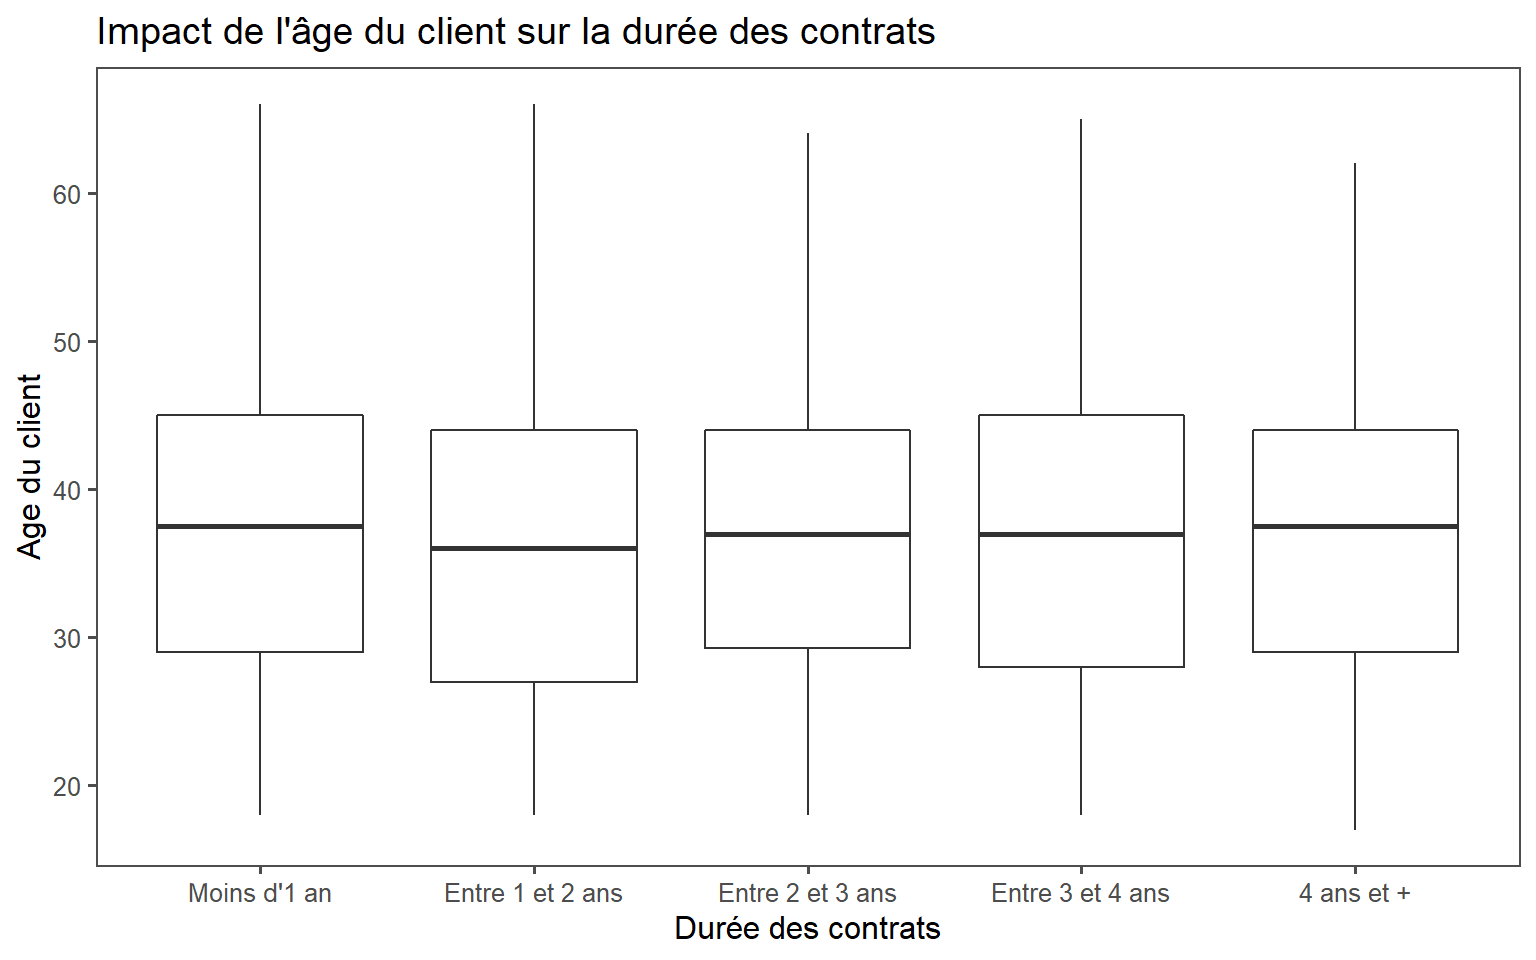 Impact de l'âge du client sur la durée des contrats
Age du client
60
50
40
30
20
Moins d'1 an
Entre 1 et 2 ans
Entre 2 et 3 ans
Entre 3 et 4 ans
4 ans et +
Durée des contrats